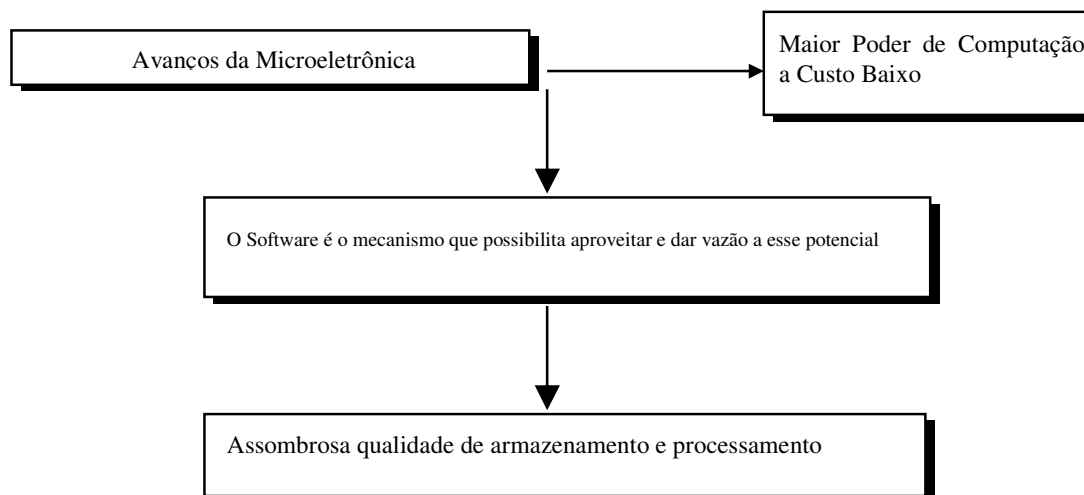 Avanços da Microeletrônica
Maior Poder de Computação
a Custo Baixo
O Software é o mecanismo que possibilita aproveitar e dar vazão a esse potencial
Assombrosa qualidade de armazenamento e processamento